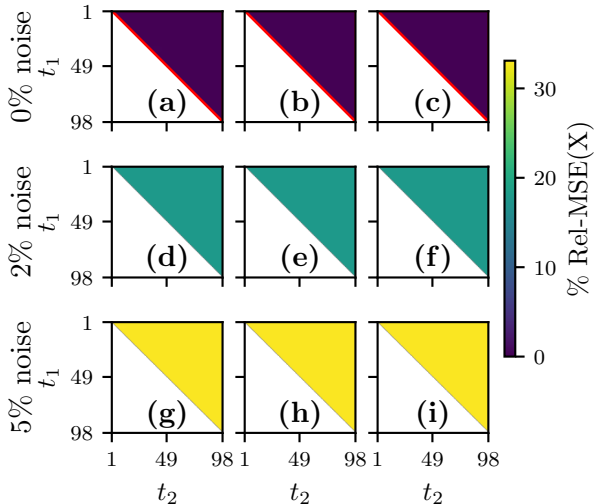 0% noise
t₁
1
49
98
(a)
(b)
(c)
2% noise
t₁
1
49
98
(d)
(e)
(f)
5% noise
t₁
1
49
98
(g)
(h)
(i)
1 49 98 1 49 98 1 49 98
t₂ t₂ t₂
30
20
10
0
% Rel-MSE(X)